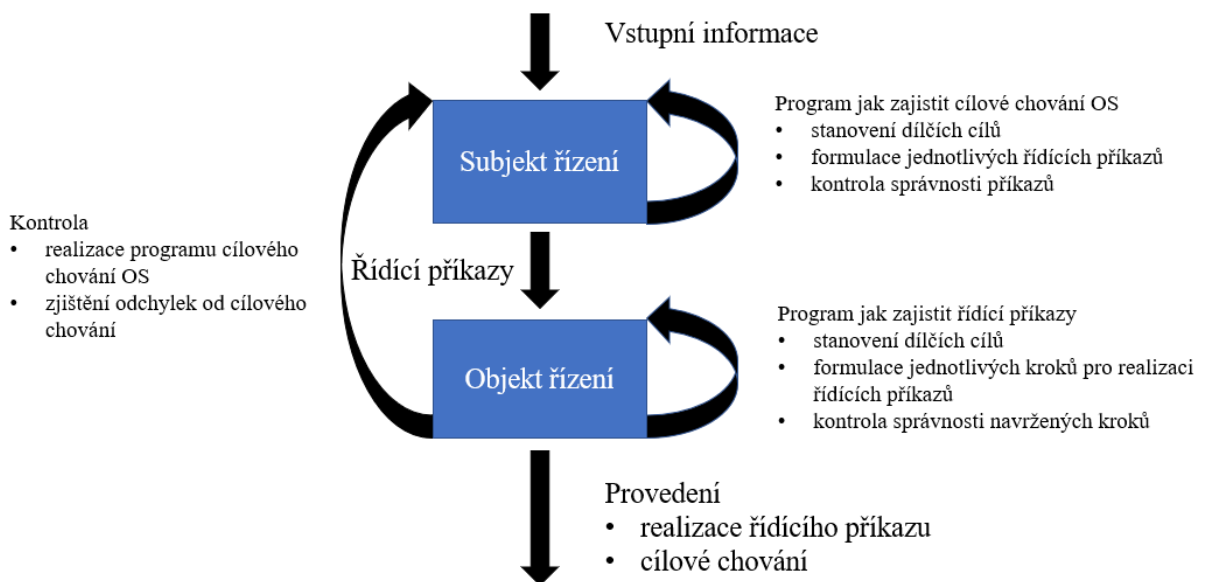 Vstupní informace
Subjekt řízení
Program jak zajistit cílové chování OS
• stanovení dílčích cílů
• formulace jednotlivých řídících příkazů
• kontrola správnosti příkazů
Kontrola
• realizace programu cílového
chování OS
• zjištění odchylek od cílového
chování
Řídící příkazy
Objekt řízení
Program jak zajistit řídící příkazy
• stanovení dílčích cílů
• formulace jednotlivých kroků pro realizaci
řídících příkazů
• kontrola správnosti navržených kroků
Provedení
• realizace řídícího příkazu
• cílové chování